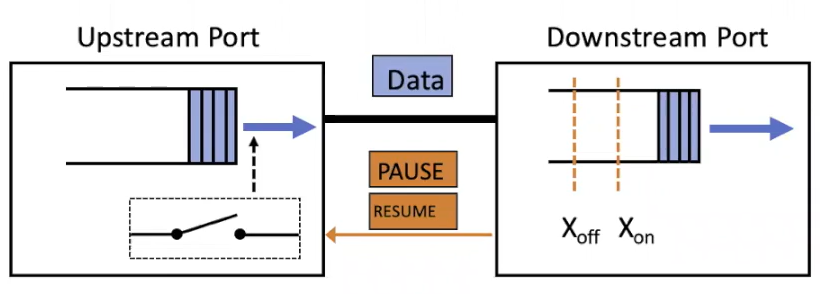 Upstream Port
Downstream Port
Data
PAUSE
RESUME
Xoff Xon